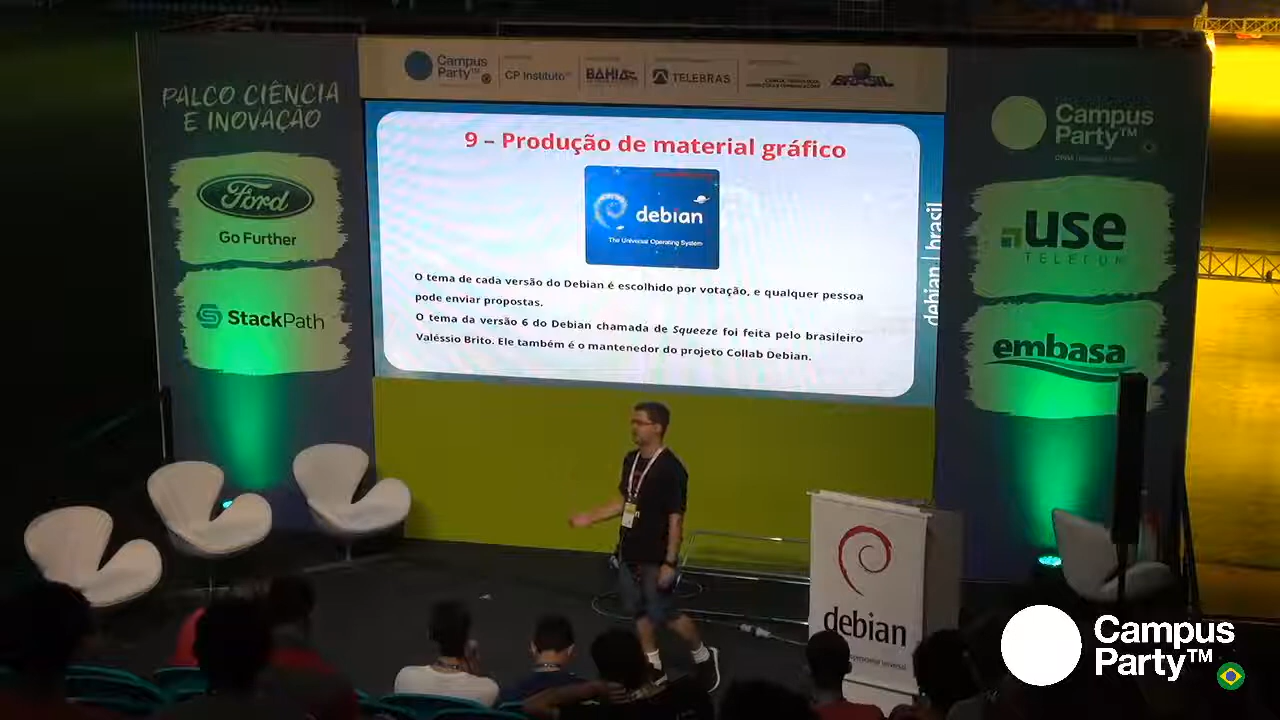 PALCO CIÊNCIA
E INOVAÇÃO
Ford
Go Further
StackPath
Campus
Party™
CP Instituto
BAHIA
TELEBRAS
BRASIL
9 – Produção de material gráfico
debian
The Universal Operating System
O tema de cada versão do Debian é escolhido por votação, e qualquer pessoa
pode enviar propostas.
O tema da versão 6 do Debian chamada de Squeeze foi feita pelo brasileiro
Valéssio Brito. Ele também é o mantenedor do projeto Collab Debian.
debian | brasil
Campus
Party™
use
TELECOM
embasa
debian
Campus
Party™